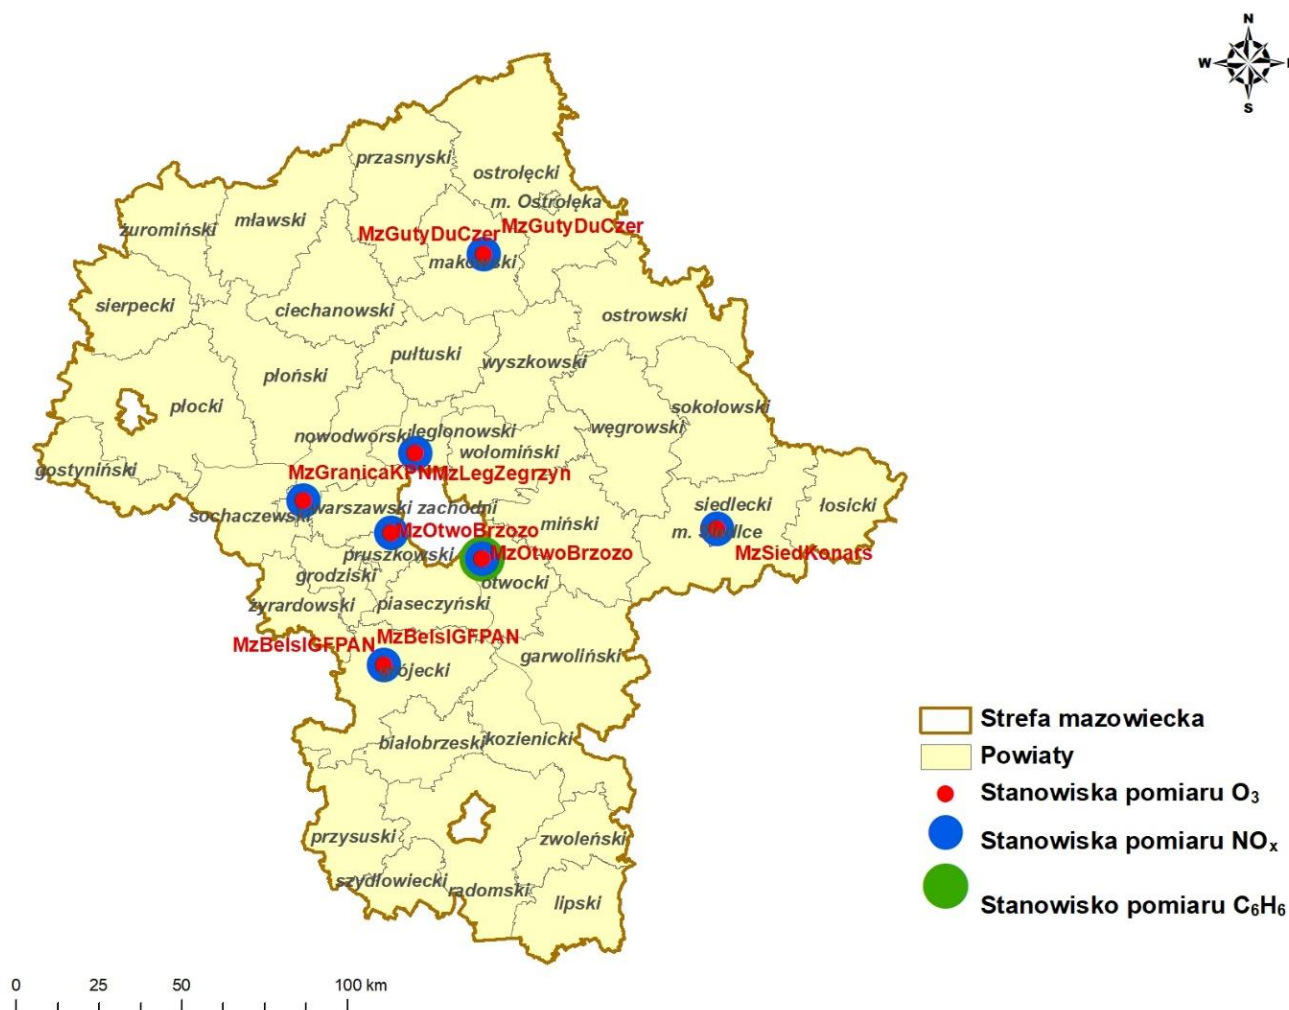 N
W
S
przasnyski
ostrołęcki
m. Ostrołęka
żuromiński
mławski
MzGutyDuCzer
MzGutyDuCzer
makowski
sierpecki
ciechanowski
ostrowski
pułtuski
wyszkowski
płoński
płocki
sokołowski
węgrowski
nowodworski
legionowski
wołomiński
gostyniński
MzGranicaKPN
MzLegZegrzyn
sochaczewski
warszawski zachodni
siedlecki
łosicki
miński
m. Siedlce
MzOtwoBrzozo
MzOtwoBrzozo
MzSiedKonars
pruszkowski
grodziski
otwocki
żyrardowski
piaseczyński
MzBelsIGFPAN
MzBelsIGFPAN
garwoliński
grójecki
białobrzeski
kozienicki
przysuski
zwoleński
szydłowiecki
radomski
lipski
Strefa mazowiecka
Powiaty
Stanowiska pomiaru O₃
Stanowiska pomiaru NOₓ
Stanowisko pomiaru C₆H₆
0 25 50 100 km